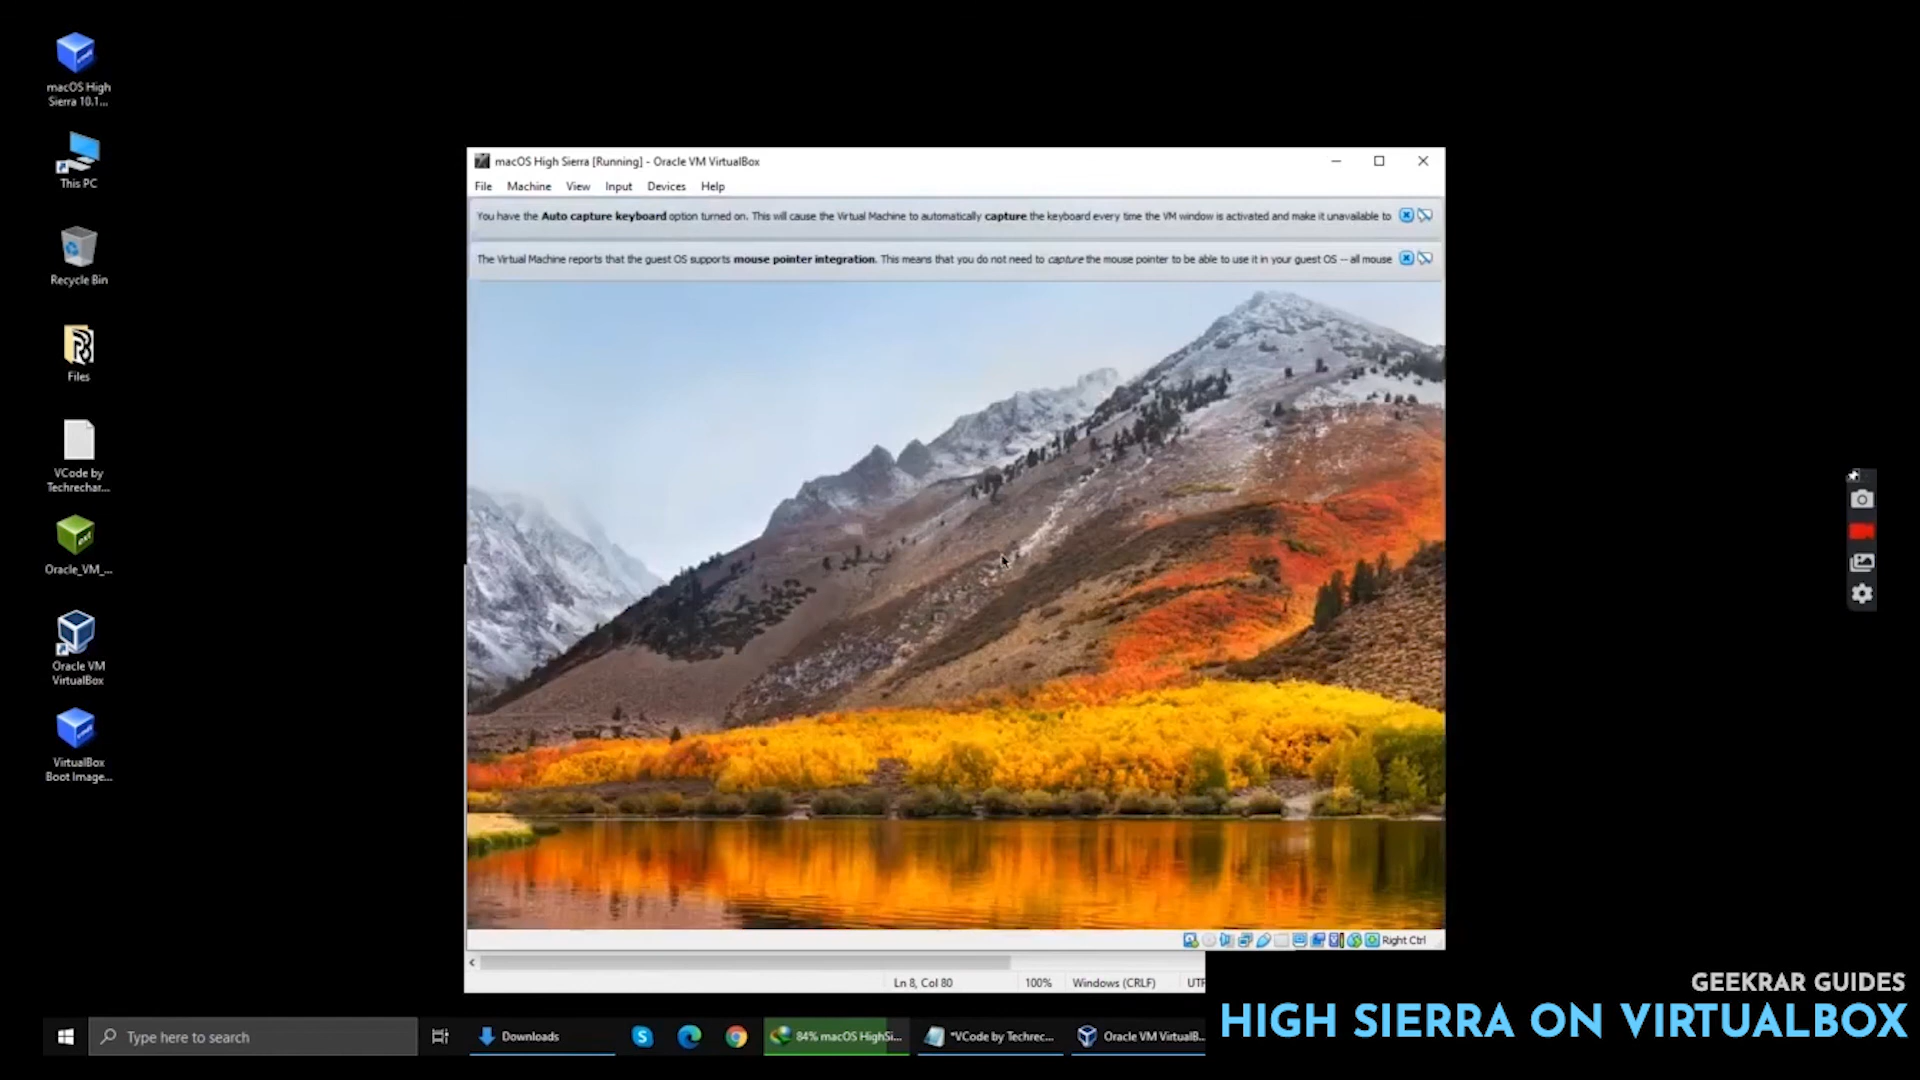 macOS High
Sierra 10.1...
This PC
Recycle Bin
Files
VCode by
Techrechar...
Oracle_VM_...
Oracle VM
VirtualBox
VirtualBox
Boot Image...
macOS High Sierra [Running] - Oracle VM VirtualBox
File Machine View Input Devices Help
You have the Auto capture keyboard option turned on. This will cause the Virtual Machine to automatically capture the keyboard every time the VM window is activated and make it unavailable to
The Virtual Machine reports that the guest OS supports mouse pointer integration. This means that you do not need to capture the mouse pointer to be able to use it in your guest OS -- all mouse
Right Ctrl
Ln 8, Col 80 100% Windows (CRLF) UTF
GEEKRAR GUIDES
HIGH SIERRA ON VIRTUALBOX
Type here to search Downloads 84% macOS HighSi... *VCode by Techrec... Oracle VM VirtualB...